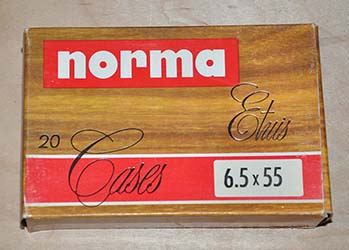 norma
Etuis
20
Cases
6.5 x 55